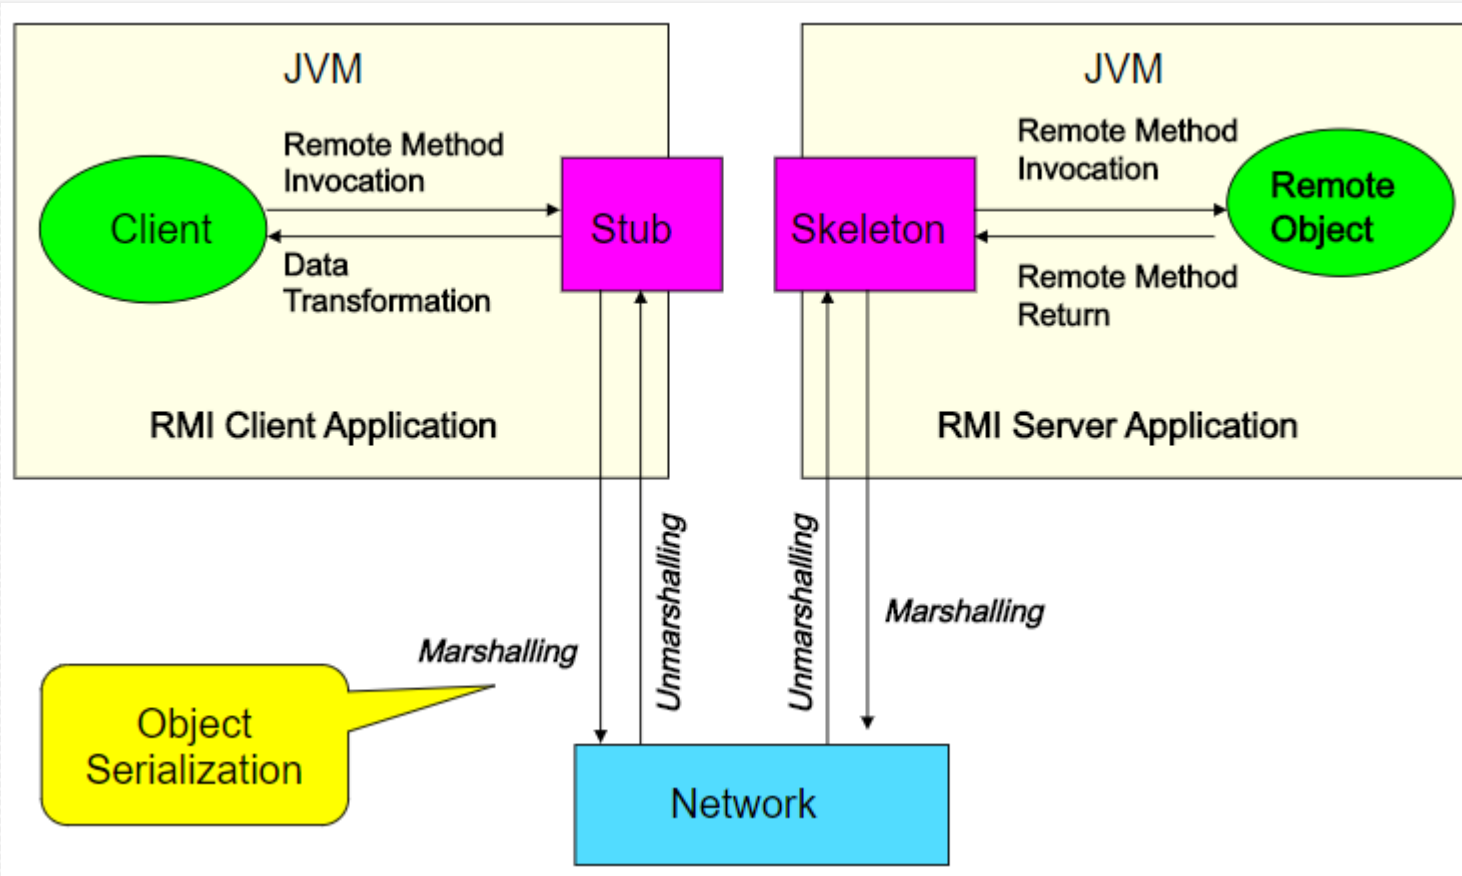 JVM
Remote Method
Invocation
Client
Stub
Data
Transformation
RMI Client Application
JVM
Remote Method
Invocation
Skeleton
Remote
Object
Remote Method
Return
RMI Server Application
Marshalling
Unmarshalling
Unmarshalling
Marshalling
Object
Serialization
Network